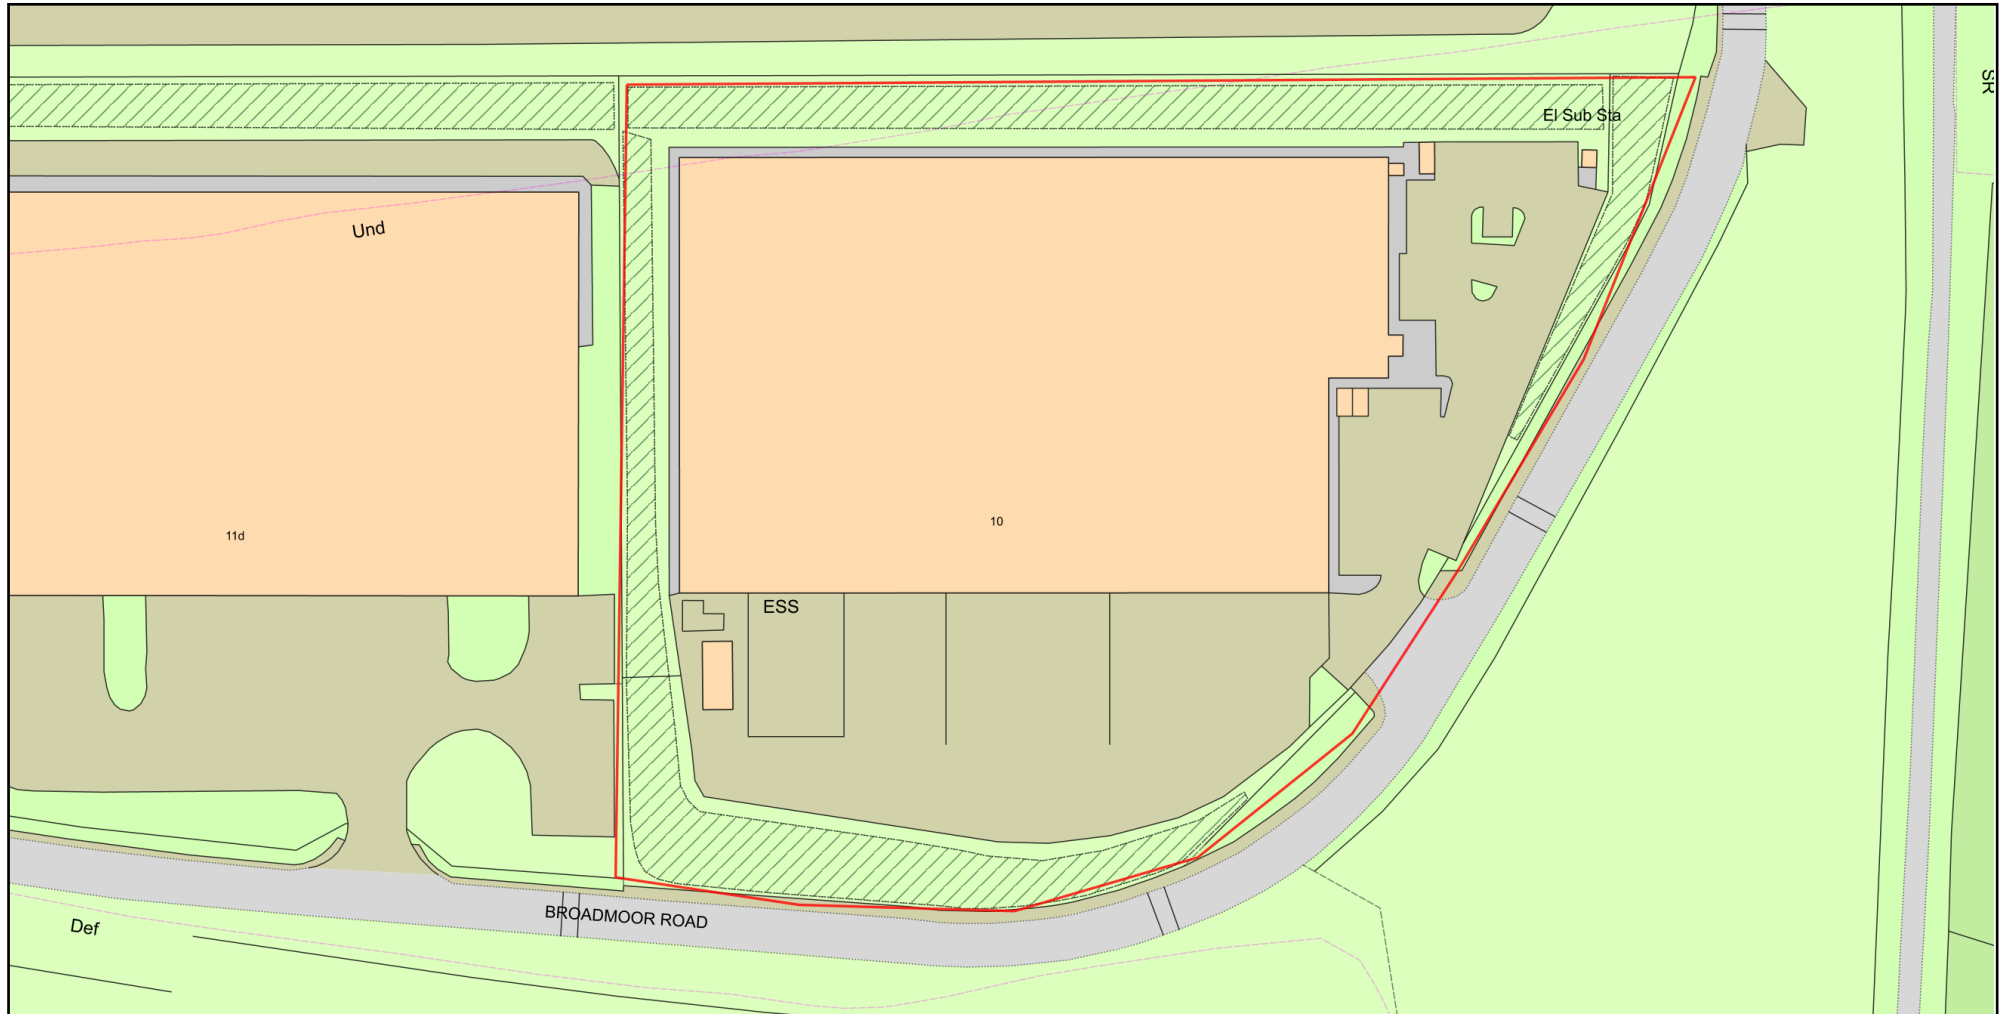 SR
El Sub Sta
Und
10
11d
ESS
BROADMOOR ROAD
Def